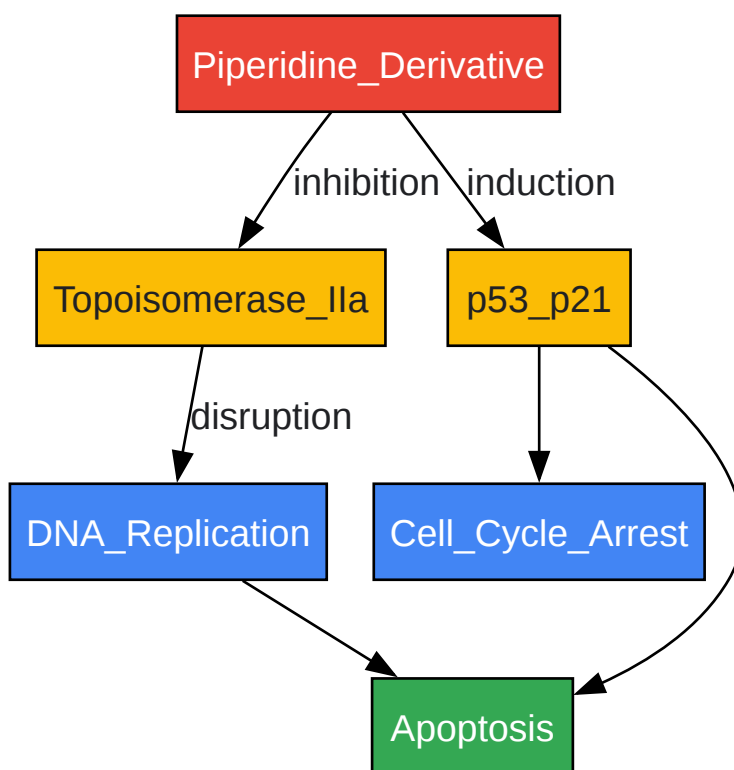 Piperidine_Derivative
inhibition
induction
Topoisomerase_IIa
p53_p21
disruption
DNA_Replication
Cell_Cycle_Arrest
Apoptosis